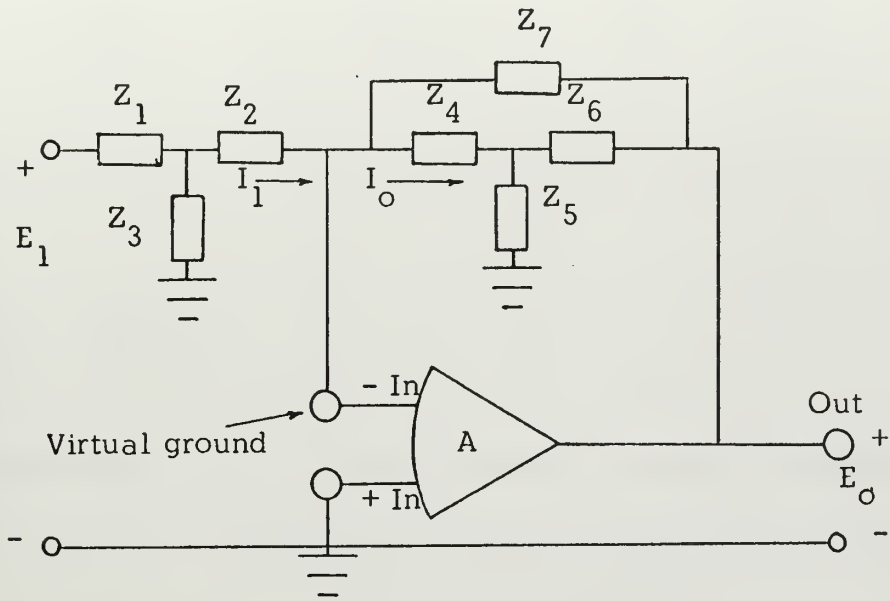 Z7
Z1 Z2 Z4 Z6
+ I1 Io
Z3 Z5
E1
- In
Out
Virtual ground
A +
Eo
+ In
- -